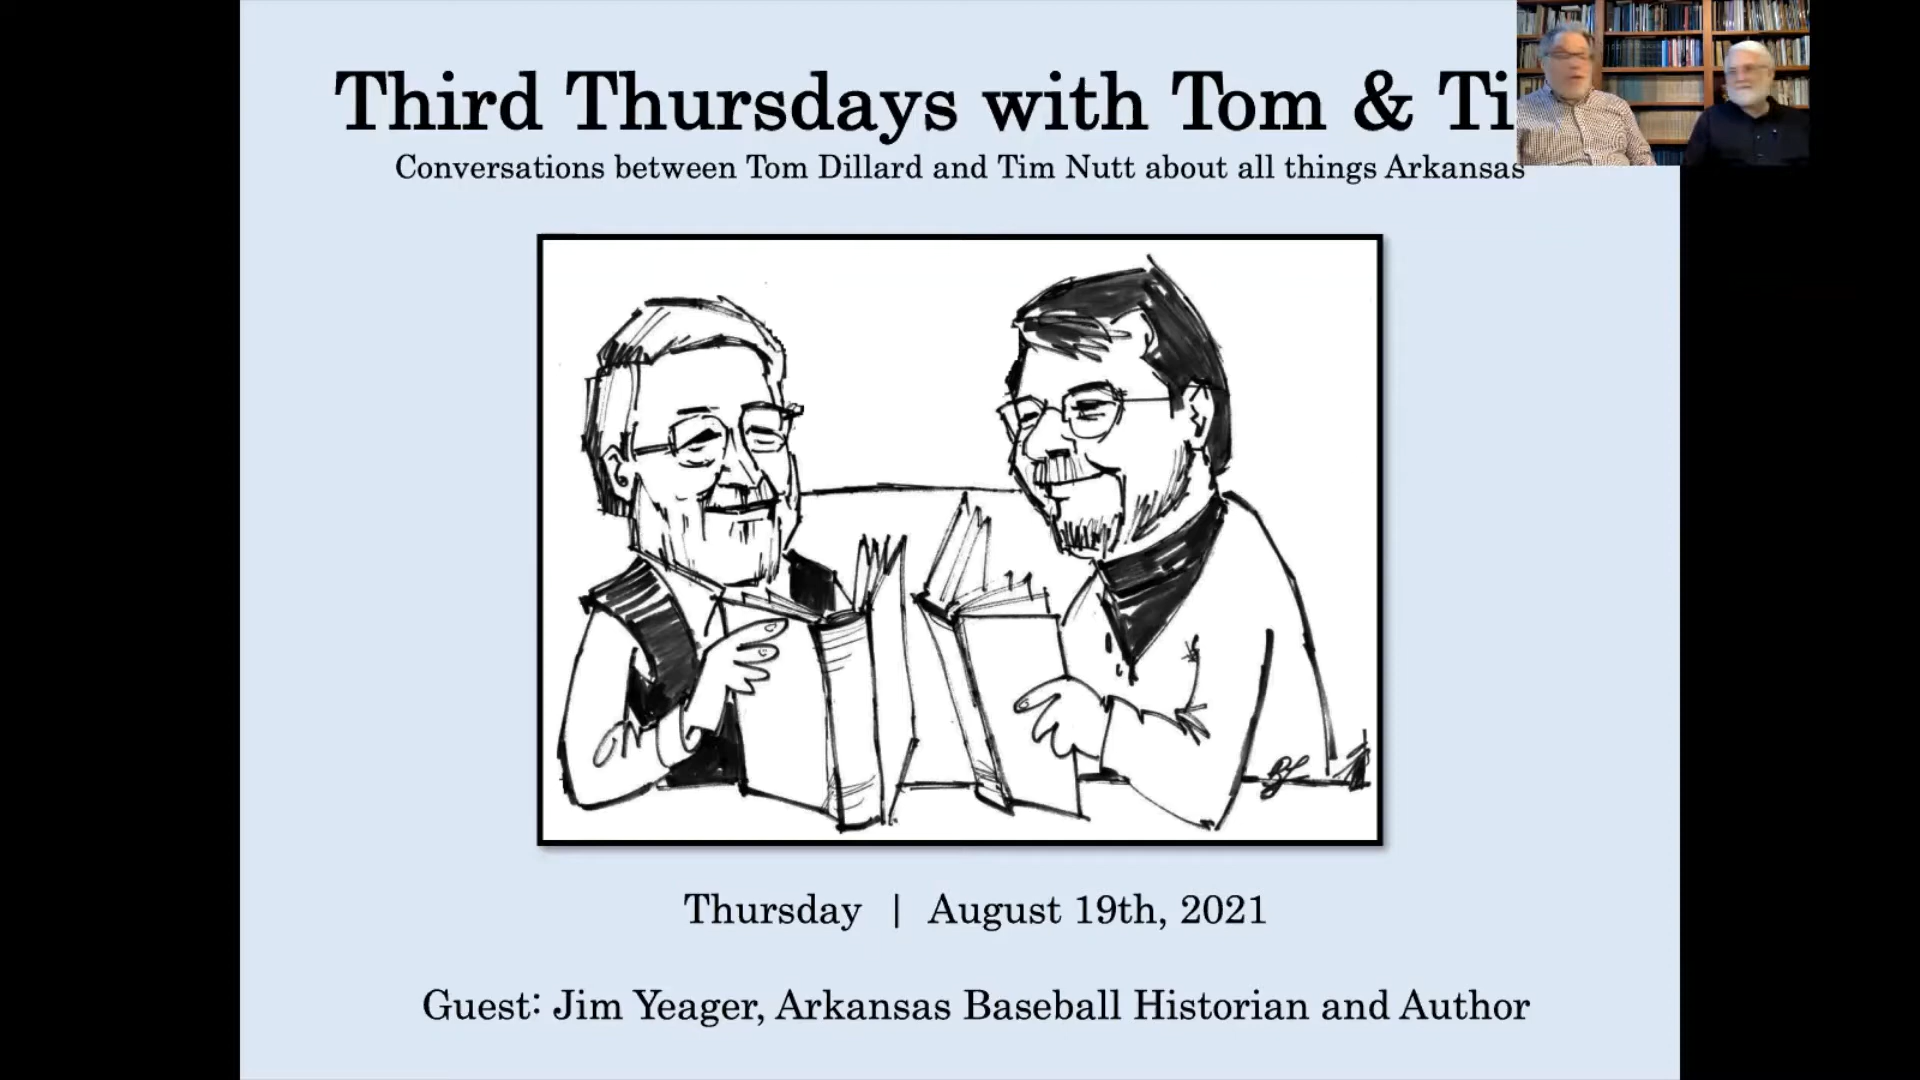 Third Thursdays with Tom & Ti
Conversations between Tom Dillard and Tim Nutt about all things Arkansas
Thursday | August 19th, 2021
Guest: Jim Yeager, Arkansas Baseball Historian and Author